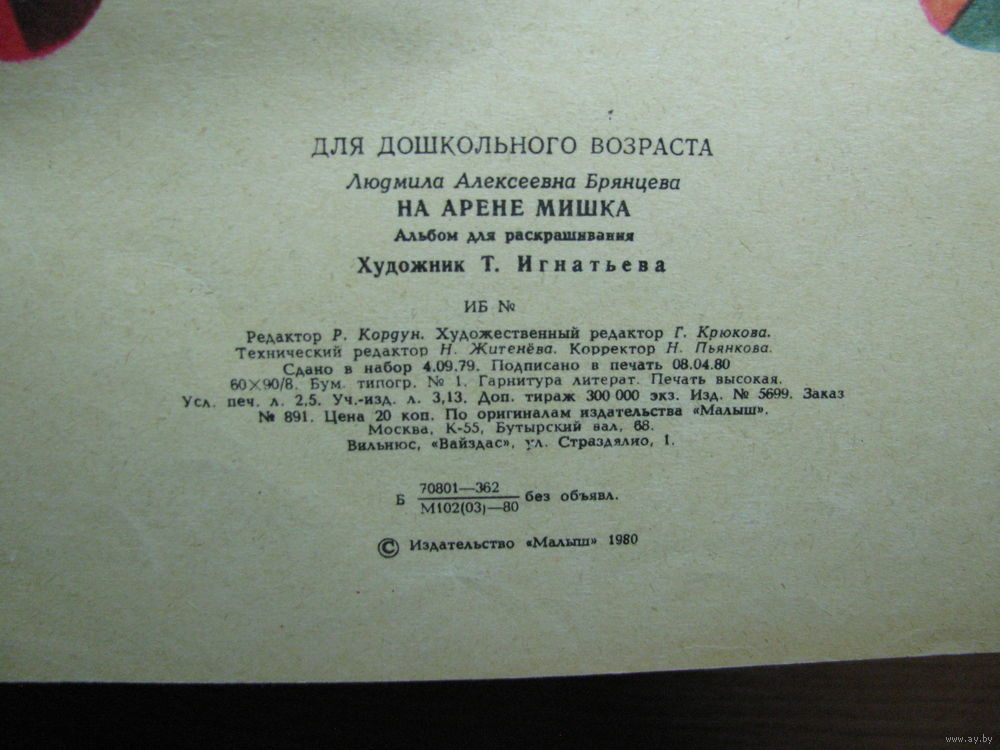 ДЛЯ ДОШКОЛЬНОГО ВОЗРАСТА
Людмила Алексеевна Брянцева
НА АРЕНЕ МИШКА
Альбом для раскрашивания
Художник Т. Игнатьева
ИБ №
Редактор Р. Кордун. Художественный редактор Г. Крюкова.
Технический редактор Н. Житенёва. Корректор Н. Пьянкова.
Сдано в набор 4.09.79. Подписано в печать 08.04.80
60×90/8. Бум. типогр. № 1. Гарнитура литерат. Печать высокая.
Усл. печ. л. 2,5. Уч.-изд. л. 3,13. Доп. тираж 300 000 экз. Изд. № 5699. Заказ
№ 891. Цена 20 коп. По оригиналам издательства «Малыш».
Москва, К-55, Бутырский вал, 68.
Вильнюс, «Вайздас», ул. Страздялио, 1.
Б 70801—362 / М102(03)—80 без объявл.
© Издательство «Малыш» 1980
www.ay.by